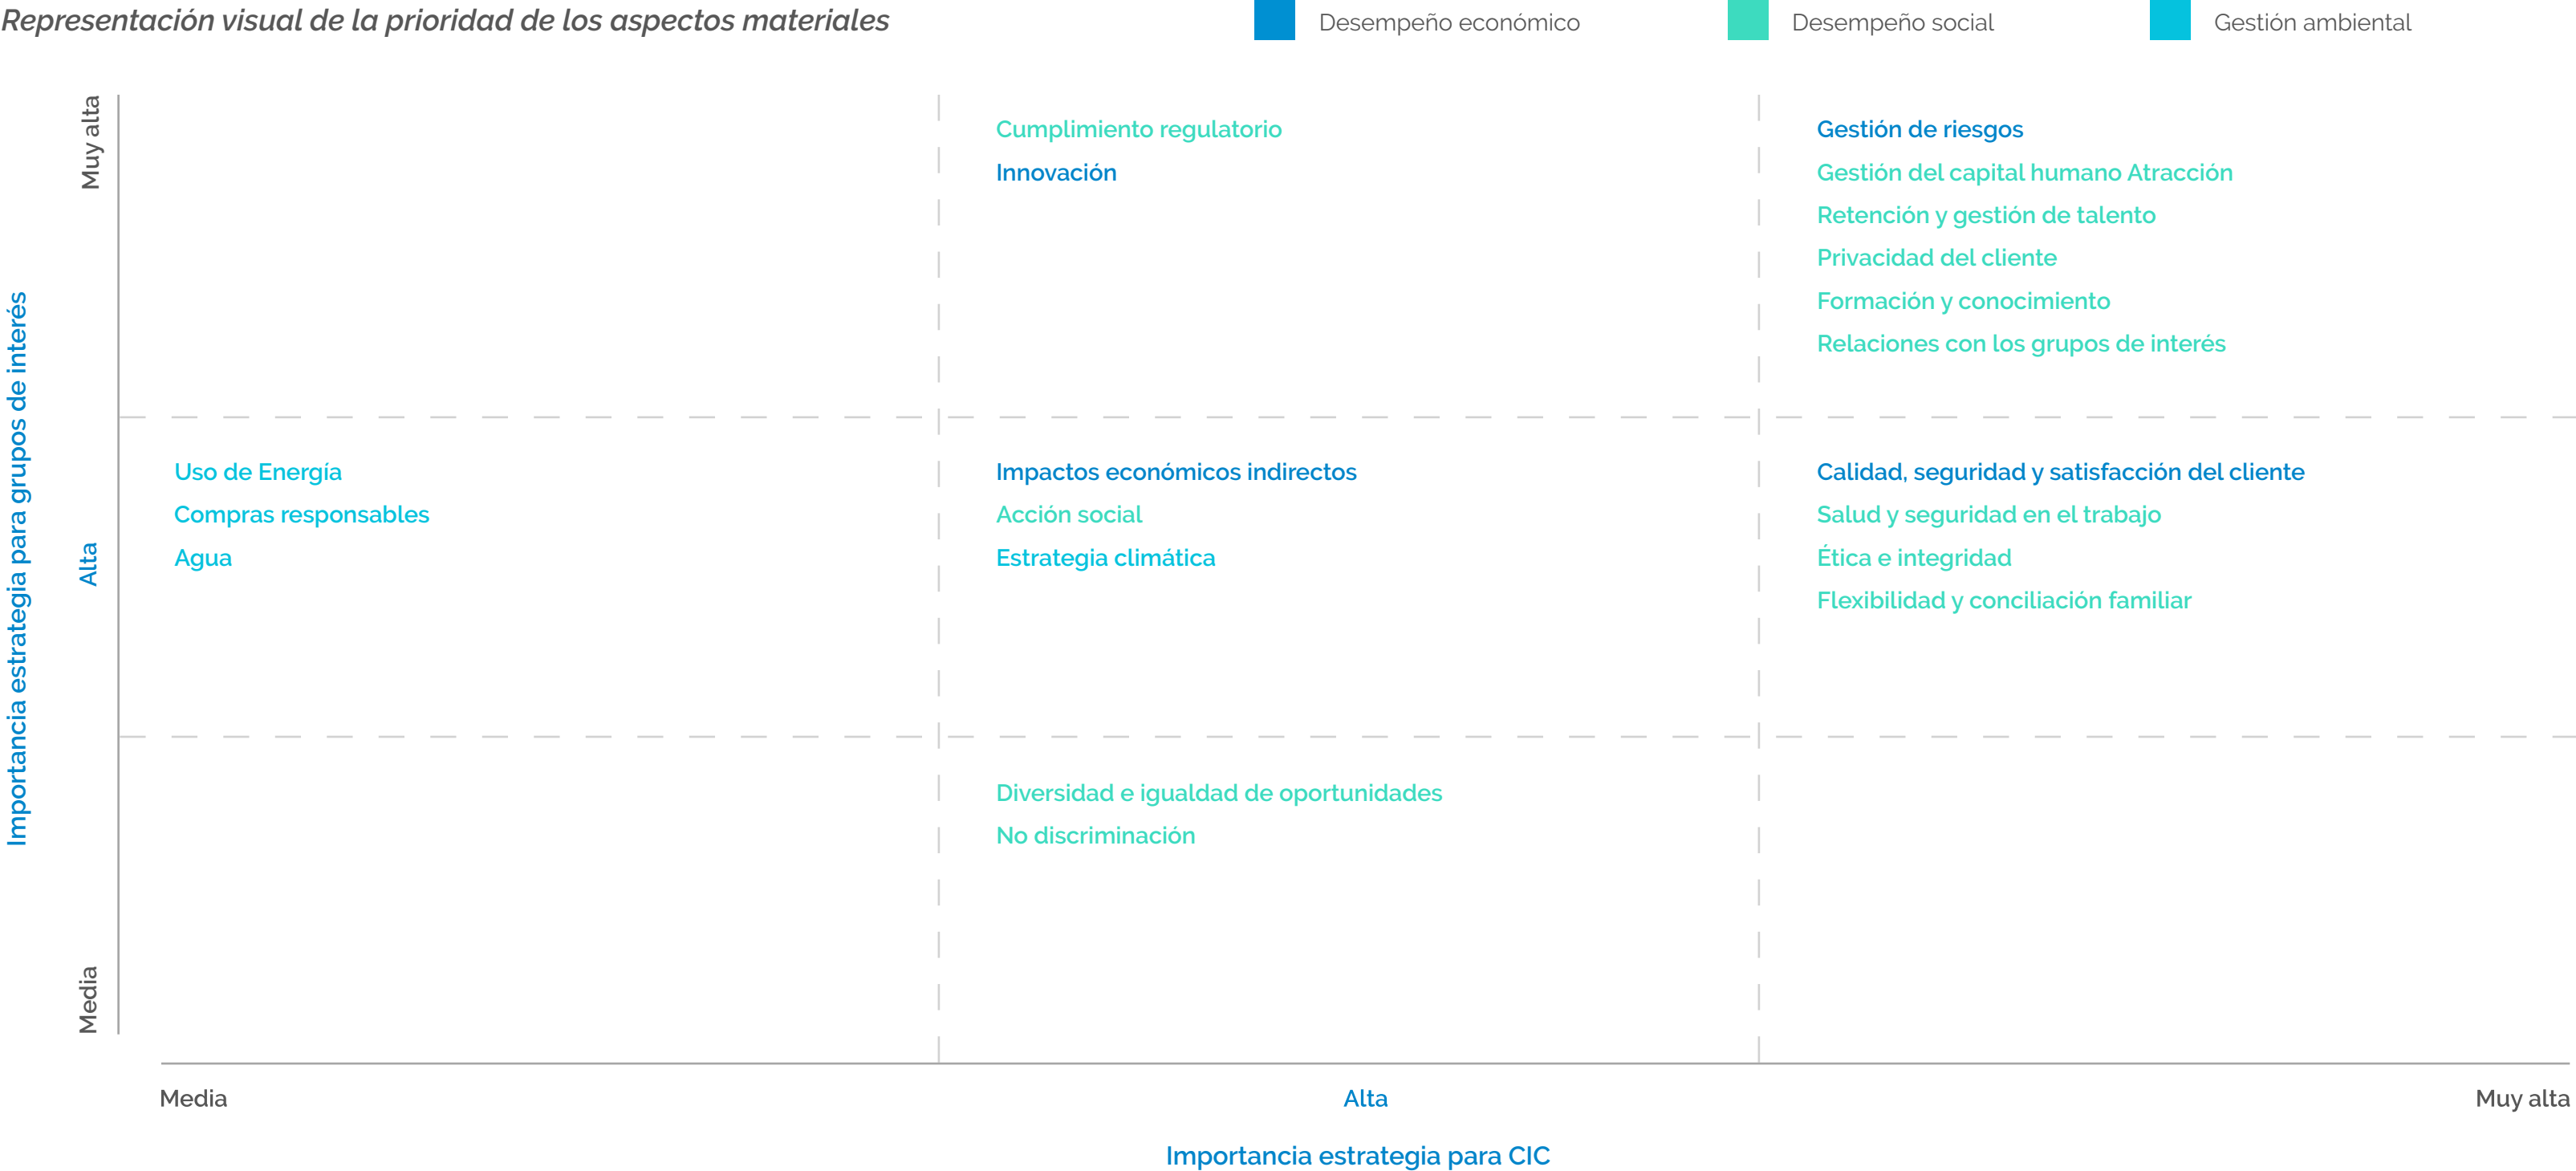 Representación visual de la prioridad de los aspectos materiales
Desempeño económico
Desempeño social
Gestión ambiental
Importancia estrategia para grupos de interés
Muy alta
Cumplimiento regulatorio
Innovación
Gestión de riesgos
Gestión del capital humano Atracción
Retención y gestión de talento
Privacidad del cliente
Formación y conocimiento
Relaciones con los grupos de interés
Alta
Uso de Energía
Compras responsables
Agua
Impactos económicos indirectos
Acción social
Estrategia climática
Calidad, seguridad y satisfacción del cliente
Salud y seguridad en el trabajo
Ética e integridad
Flexibilidad y conciliación familiar
Media
Diversidad e igualdad de oportunidades
No discriminación
Media
Alta
Muy alta
Importancia estrategia para CIC